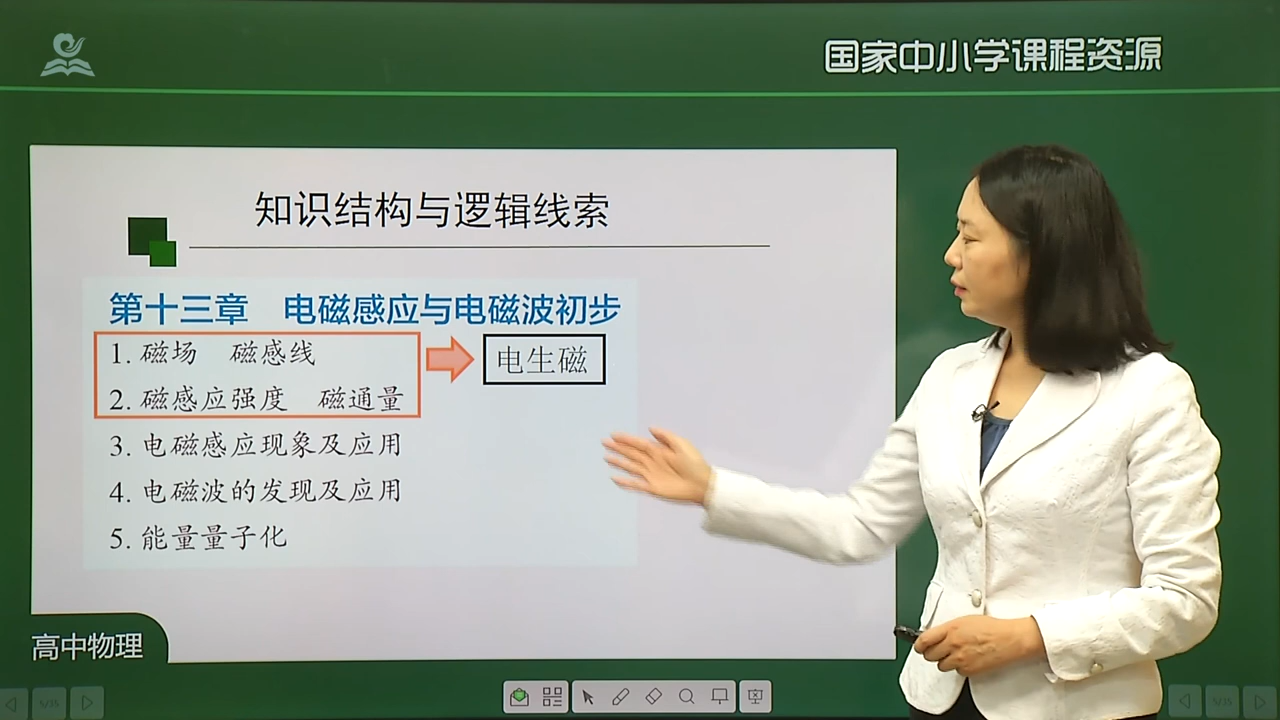 国家中小学课程资源
知识结构与逻辑线索
第十三章 电磁感应与电磁波初步
1. 磁场 磁感线
电生磁
2. 磁感应强度 磁通量
3. 电磁感应现象及应用
4. 电磁波的发现及应用
5. 能量量子化
高中物理